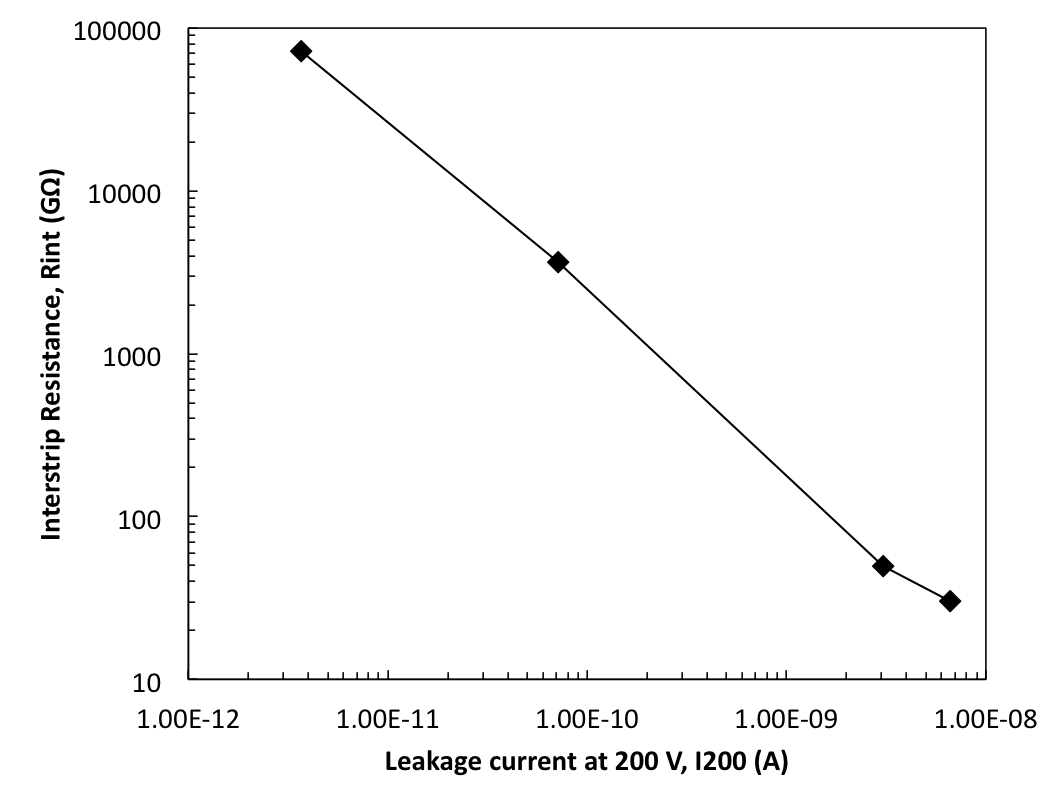 100000
10000
1000
100
10
Interstrip Resistance, Rint (GΩ)
1.00E-12 1.00E-11 1.00E-10 1.00E-09 1.00E-08
Leakage current at 200 V, I200 (A)